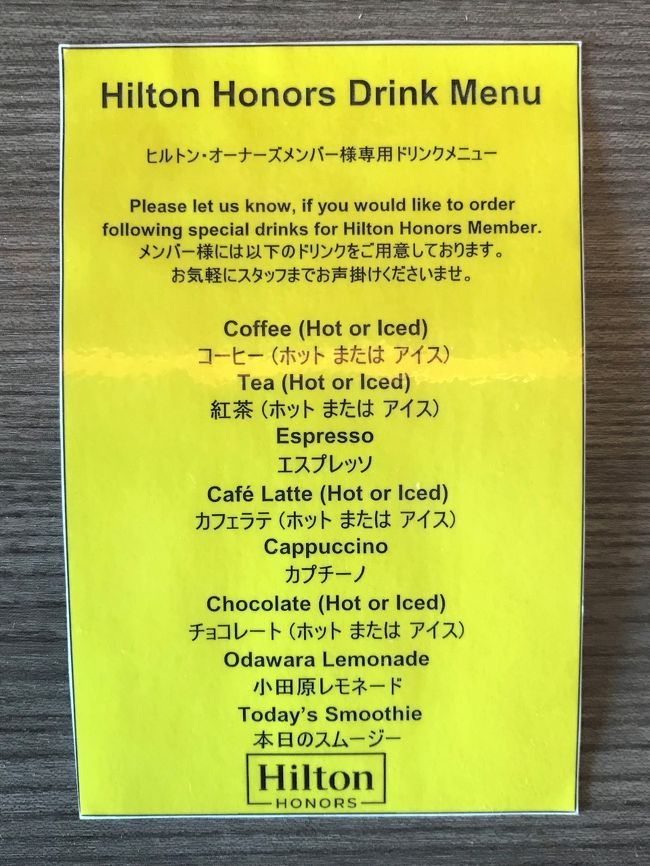 Hilton Honors Drink Menu
ヒルトン・オーナーズメンバー様専用ドリンクメニュー
Please let us know, if you would like to order
following special drinks for Hilton Honors Member.
メンバー様には以下のドリンクをご用意しております。
お気軽にスタッフまでお声掛けくださいませ。
Coffee (Hot or Iced)
コーヒー (ホット または アイス)
Tea (Hot or Iced)
紅茶 (ホット または アイス)
Espresso
エスプレッソ
Café Latte (Hot or Iced)
カフェラテ (ホット または アイス)
Cappuccino
カプチーノ
Chocolate (Hot or Iced)
チョコレート (ホット または アイス)
Odawara Lemonade
小田原レモネード
Today's Smoothie
本日のスムージー
Hilton
HONORS